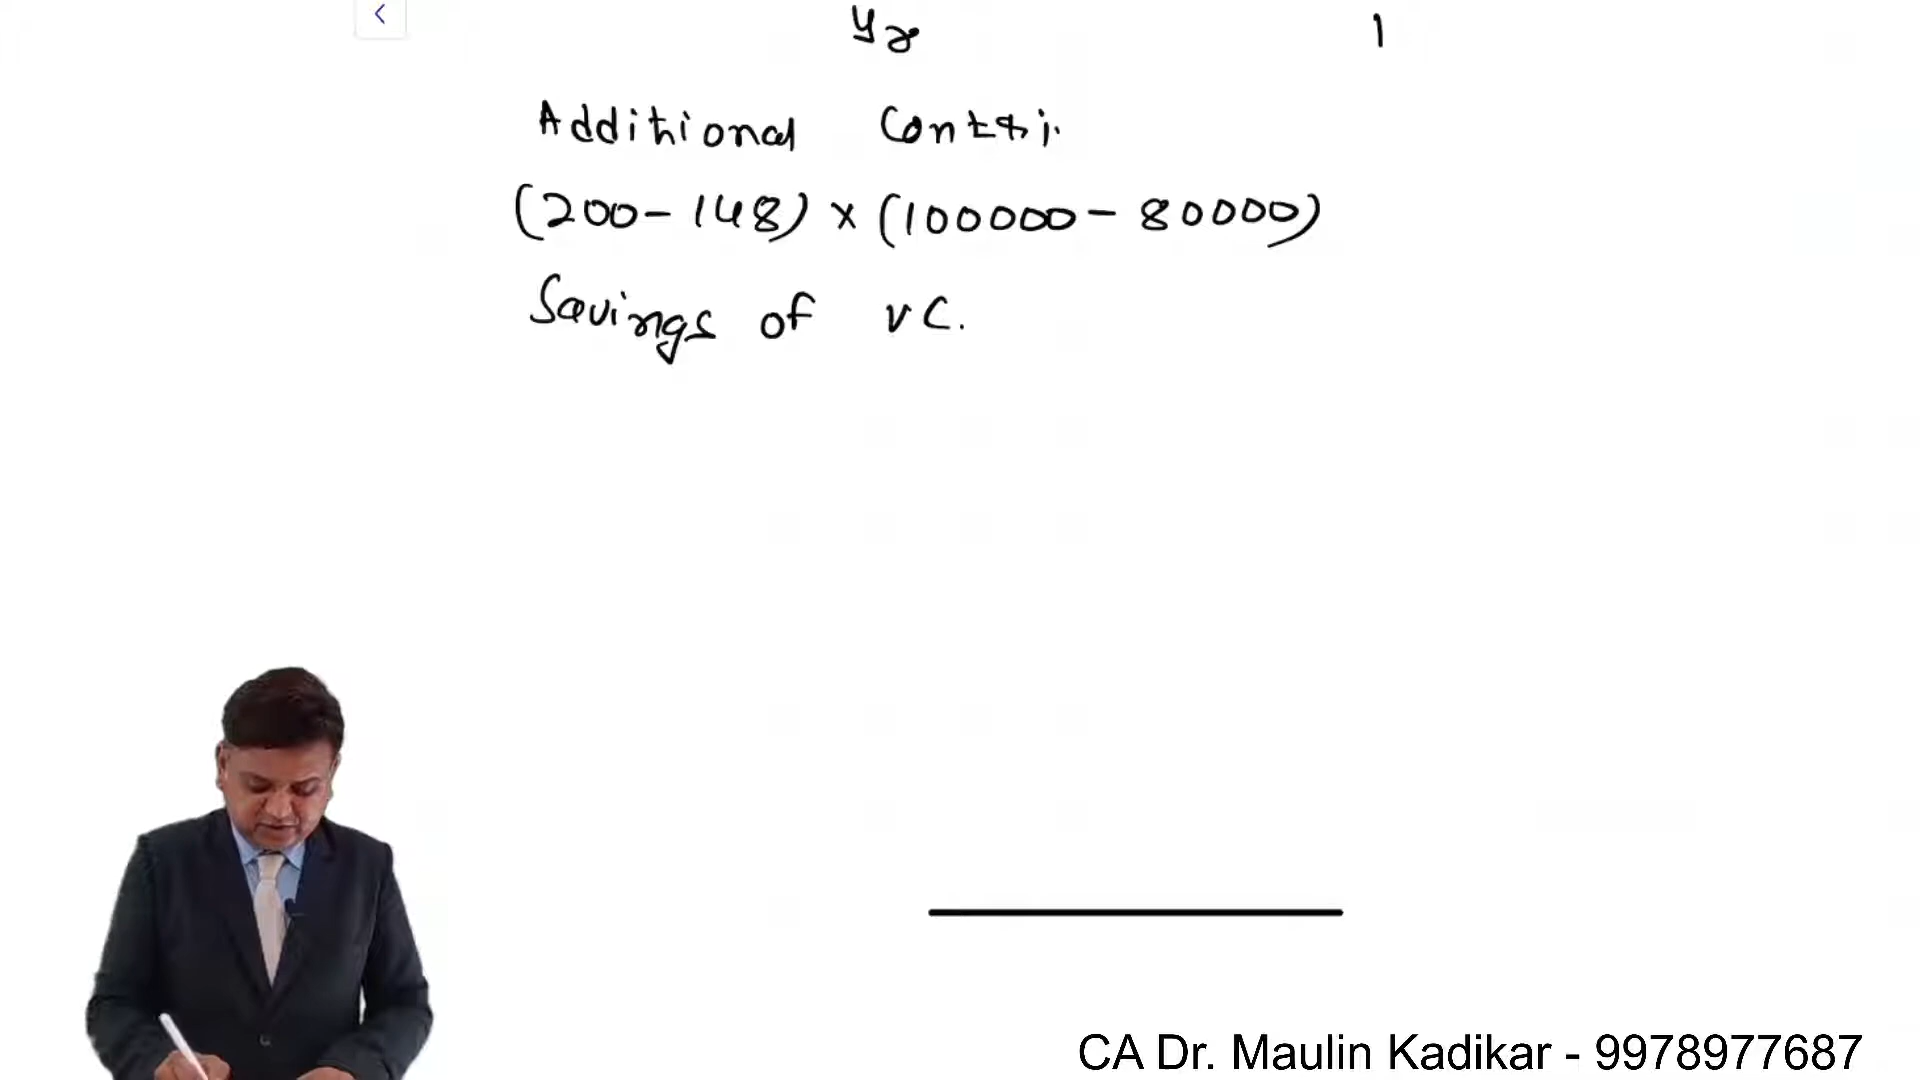 Yr 1
Additional Contri.
(200-148) x (100000 - 80000)
Savings of VC.
CA Dr. Maulin Kadikar - 9978977687